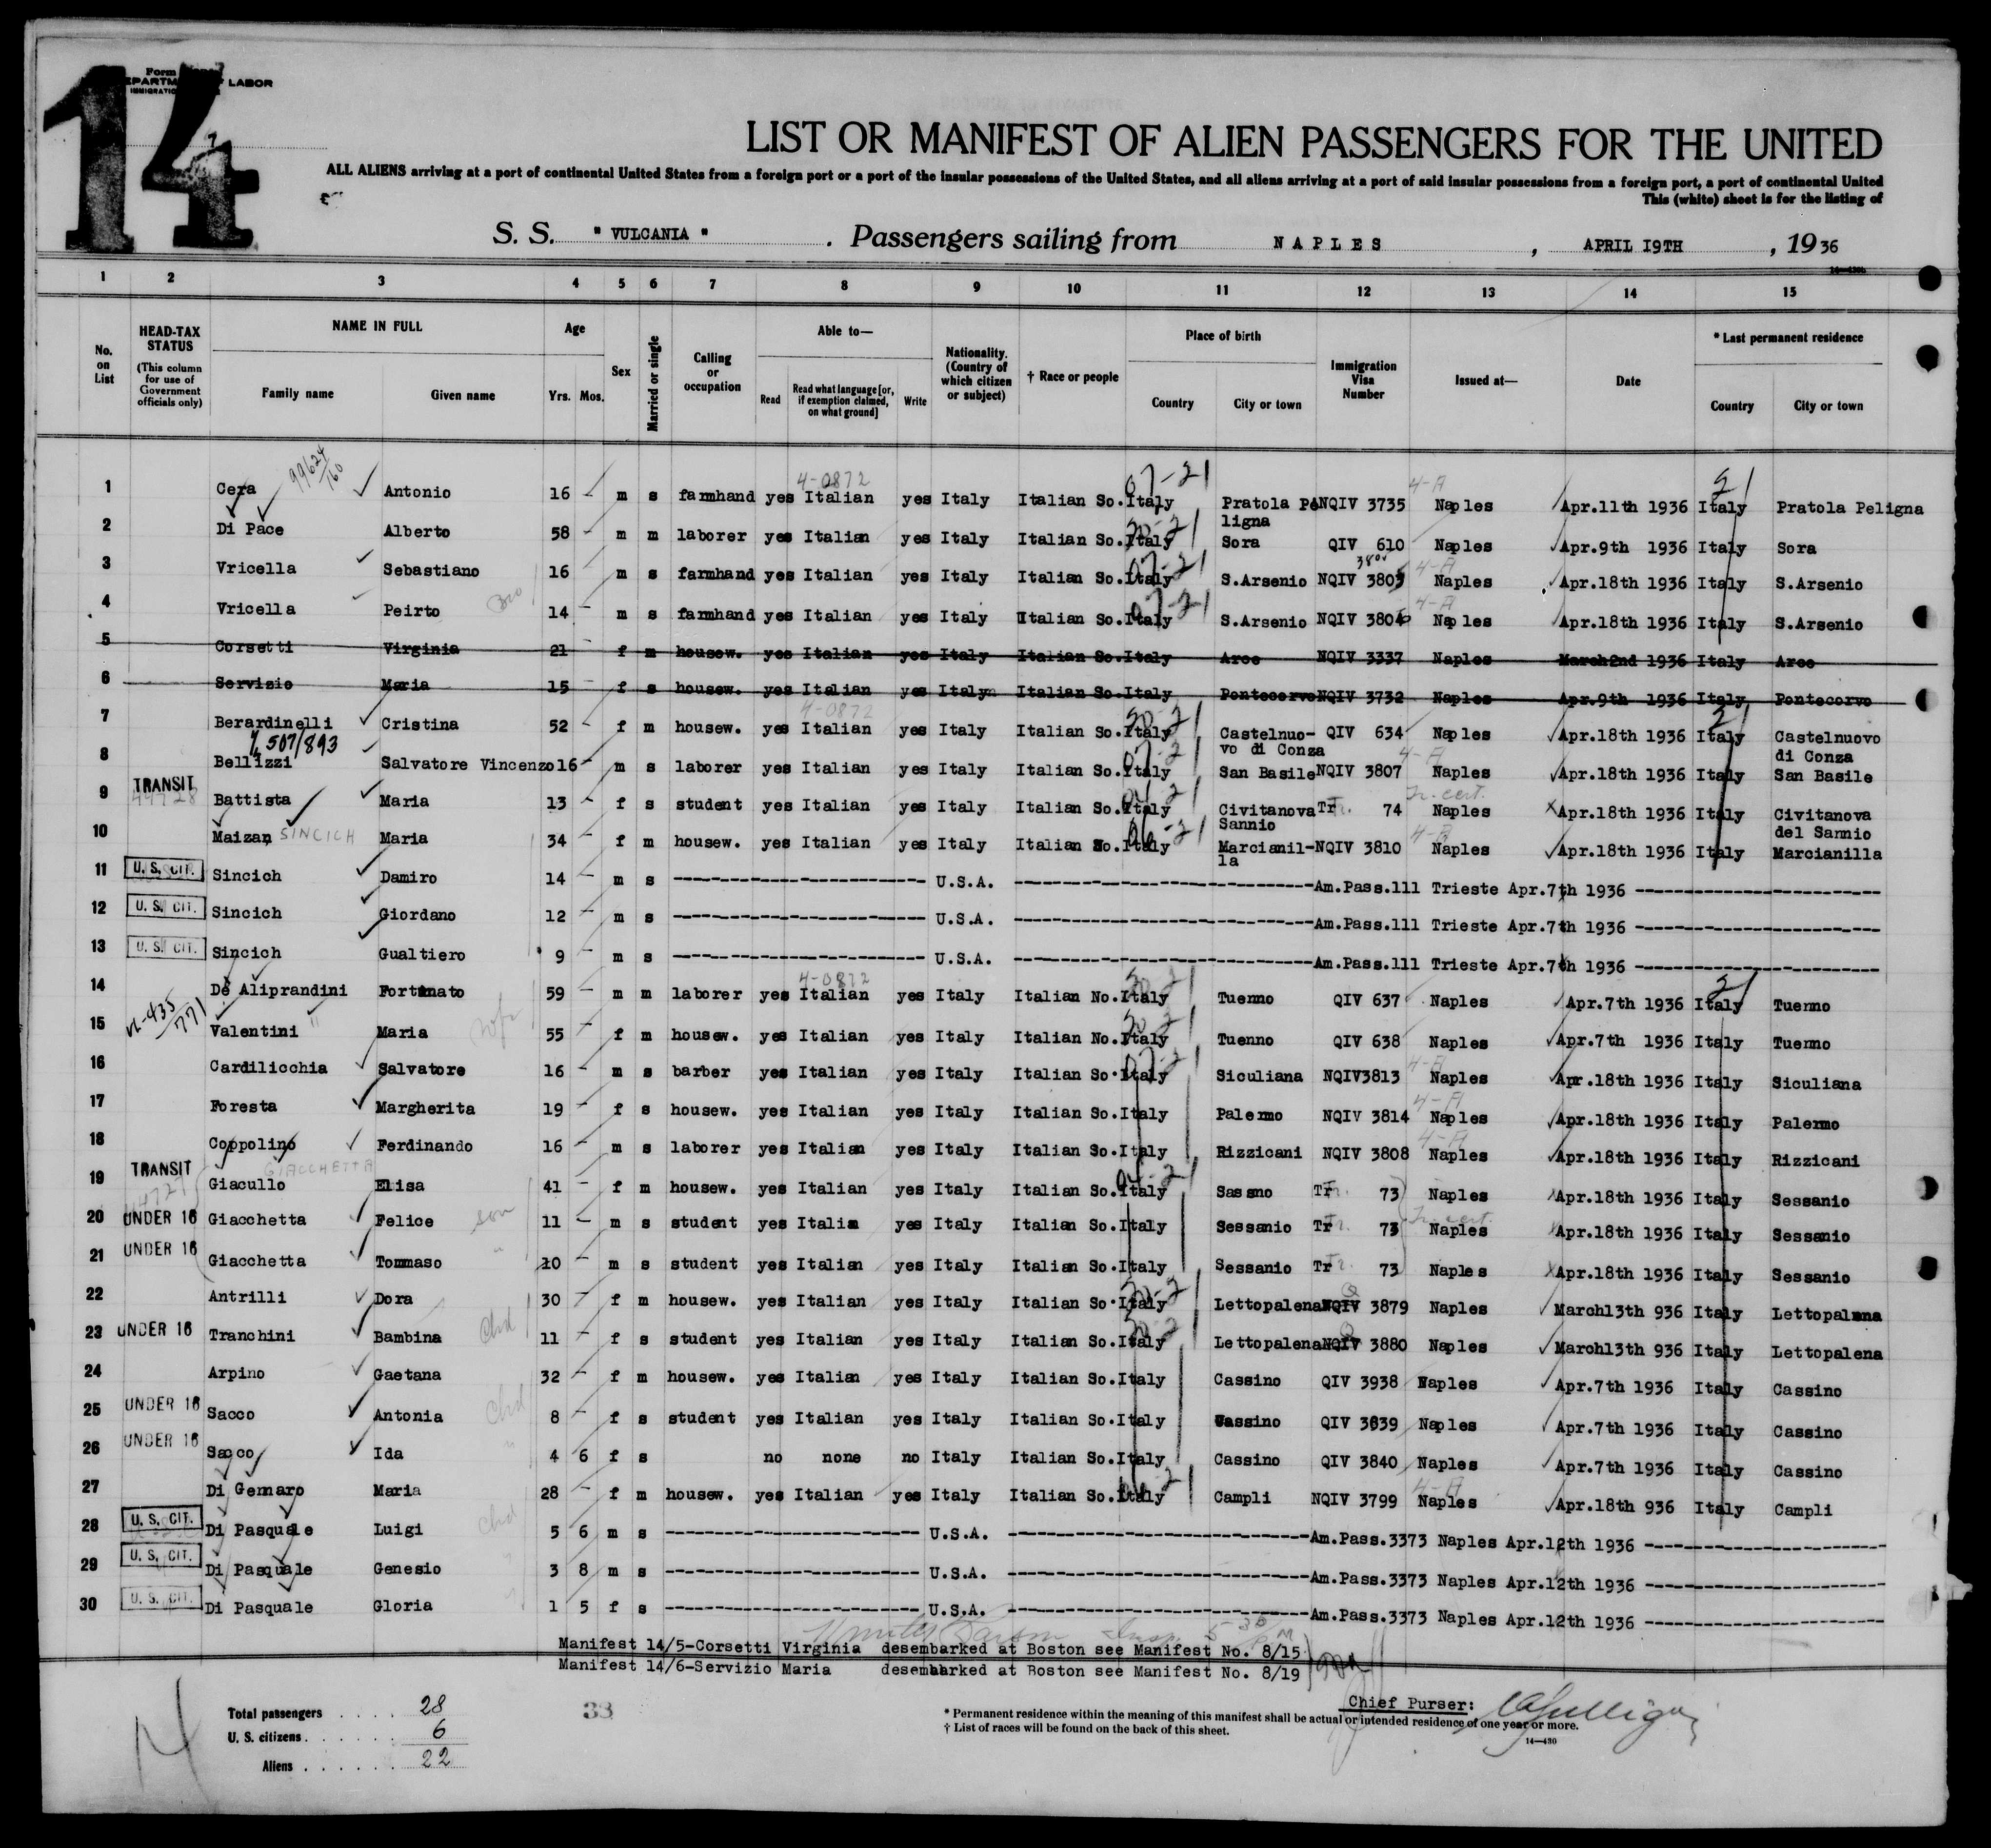 14
Form
DEPARTMENT OF LABOR
IMMIGRATION
LIST OR MANIFEST OF ALIEN PASSENGERS FOR THE UNITED
ALL ALIENS arriving at a port of continental United States from a foreign port or a port of the insular possessions of the United States, and all aliens arriving at a port of said insular possessions from a foreign port, a port of continental United
This (white) sheet is for the listing of
S. S. " VULCANIA " . Passengers sailing from NAPLES , APRIL I9TH , 1936
1 2 3 4 5 6 7 8 9 10 11 12 13 14 15
No. on List
HEAD-TAX STATUS (This column for use of Government officials only)
NAME IN FULL Family name Given name
Age Yrs. Mos.
Sex
Married or single
Calling or occupation
Able to— Read Read what language [or, if exemption claimed, on what ground] Write
Nationality. (Country of which citizen or subject)
† Race or people
Place of birth Country City or town
Immigration Visa Number
Issued at—
Date
* Last permanent residence Country City or town
99624/160 4-0872 07-21 4-A 21
1 Cera Antonio 16 - m s farmhand yes Italian yes Italy Italian So. Italy Pratola Peligna NQIV 3735 Naples Apr.11th 1936 Italy Pratola Peligna
2 Di Pace Alberto 58 - m m laborer yes Italian yes Italy Italian So. Italy Sora QIV 610 Naples Apr.9th 1936 Italy Sora
3 Vricella Sebastiano 16 m s farmhand yes Italian yes Italy Italian So. Italy S.Arsenio NQIV 3805 Naples Apr.18th 1936 Italy S.Arsenio
4 Vricella Peirto 14 - m s farmhand yes Italian yes Italy Italian So. Italy S.Arsenio NQIV 3806 Naples Apr.18th 1936 Italy S.Arsenio
5 Corsetti Virginia 21 - f m housew. yes Italian yes Italy Italian So. Italy Arce NQIV 3337 Naples March2nd 1936 Italy Arce
6 Servizio Maria 15 - f s housew. yes Italian yes Italy Italian So. Italy Pontecorvo NQIV 3732 Naples Apr.9th 1936 Italy Pontecorvo
4-0872
7 Berardinelli Cristina 52 - f m housew. yes Italian yes Italy Italian So. Italy Castelnuo-vo di Conza QIV 634 Naples Apr.18th 1936 Italy Castelnuovo di Conza
507/893
8 Bellizzi Salvatore Vincenzo 16 - m s laborer yes Italian yes Italy Italian So. Italy San Basile NQIV 3807 Naples Apr.18th 1936 Italy San Basile
9 TRANSIT Battista Maria 13 - f s student yes Italian yes Italy Italian So. Italy Civitanova Sannio Tr 74 Tr. cert. Naples Apr.18th 1936 Italy Civitanova del Sannio
10 Maizan SINCICH Maria 34 - f m housew. yes Italian yes Italy Italian So. Italy Marcianil-la NQIV 3810 Naples Apr.18th 1936 Italy Marcianilla
11 U. S. CIT. Sincich Damiro 14 - m s U.S.A. Am.Pass.111 Trieste Apr.7th 1936
12 U. S. CIT. Sincich Giordano 12 - m s U.S.A. Am.Pass.111 Trieste Apr.7th 1936
13 U. S. CIT. Sincich Gualtiero 9 - m s U.S.A. Am.Pass.111 Trieste Apr.7th 1936
4-0872
14 De Aliprandini Fortunato 59 - m m laborer yes Italian yes Italy Italian No. Italy Tuenno QIV 637 Naples Apr.7th 1936 Italy Tuenno
15 Valentini Maria 55 - f m housew. yes Italian yes Italy Italian No. Italy Tuenno QIV 638 Naples Apr.7th 1936 Italy Tuenno
16 Cardilicchia Salvatore 16 - m s barber yes Italian yes Italy Italian So. Italy Siculiana NQIV3813 Naples Apr.18th 1936 Italy Siculiana
17 Foresta Margherita 19 - f s housew. yes Italian yes Italy Italian So. Italy Palermo NQIV 3814 Naples Apr.18th 1936 Italy Palermo
18 Coppolino Ferdinando 16 - m s laborer yes Italian yes Italy Italian So. Italy Rizzicani NQIV 3808 Naples Apr.18th 1936 Italy Rizzicani
GIACCHETTA
19 TRANSIT Giacullo Elisa 41 - f m housew. yes Italian yes Italy Italian So. Italy Sassno Tr 73 Naples Apr.18th 1936 Italy Sessanio
20 UNDER 16 Giacchetta Felice son 11 - m s student yes Italian yes Italy Italian So. Italy Sessanio Tr 73 Tr. cert. Naples Apr.18th 1936 Italy Sessanio
21 UNDER 16 Giacchetta Tommaso " 10 - m s student yes Italian yes Italy Italian So. Italy Sessanio Tr 73 Naples Apr.18th 1936 Italy Sessanio
22 Antrilli Dora 30 - f m housew. yes Italian yes Italy Italian So. Italy Lettopalena NQIV 3879 Naples March13th 936 Italy Lettopalena
23 UNDER 16 Tranchini Bambina Chd 11 - f s student yes Italian yes Italy Italian So. Italy Lettopalena NQIV 3880 Naples March13th 936 Italy Lettopalena
24 Arpino Gaetana 32 - f m housew. yes Italian yes Italy Italian So. Italy Cassino QIV 3938 Naples Apr.7th 1936 Italy Cassino
25 UNDER 16 Sacco Antonia Chd 8 - f s student yes Italian yes Italy Italian So. Italy Cassino QIV 3839 Naples Apr.7th 1936 Italy Cassino
26 UNDER 16 Sacco Ida " 4 6 f s no none no Italy Italian So. Italy Cassino QIV 3840 Naples Apr.7th 1936 Italy Cassino
27 Di Gennaro Maria 28 - f m housew. yes Italian yes Italy Italian So. Italy Campli NQIV 3799 Naples Apr.18th 936 Italy Campli
28 U. S. CIT. Di Pasquale Luigi Chd 5 6 m s U.S.A. Am.Pass.3373 Naples Apr.12th 1936
29 U. S. CIT. Di Pasquale Genesio 3 8 m s U.S.A. Am.Pass.3373 Naples Apr.12th 1936
30 U. S. CIT. Di Pasquale Gloria 1 5 f s U.S.A. Am.Pass.3373 Naples Apr.12th 1936
Manifest 14/5-Corsetti Virginia desembarked at Boston see Manifest No. 8/15
Manifest 14/6-Servizio Maria desembarked at Boston see Manifest No. 8/19
Total passengers 28
U. S. citizens 6
Aliens 22
14
33
Chief Purser:
* Permanent residence within the meaning of this manifest shall be actual or intended residence of one year or more.
† List of races will be found on the back of this sheet.
14—430